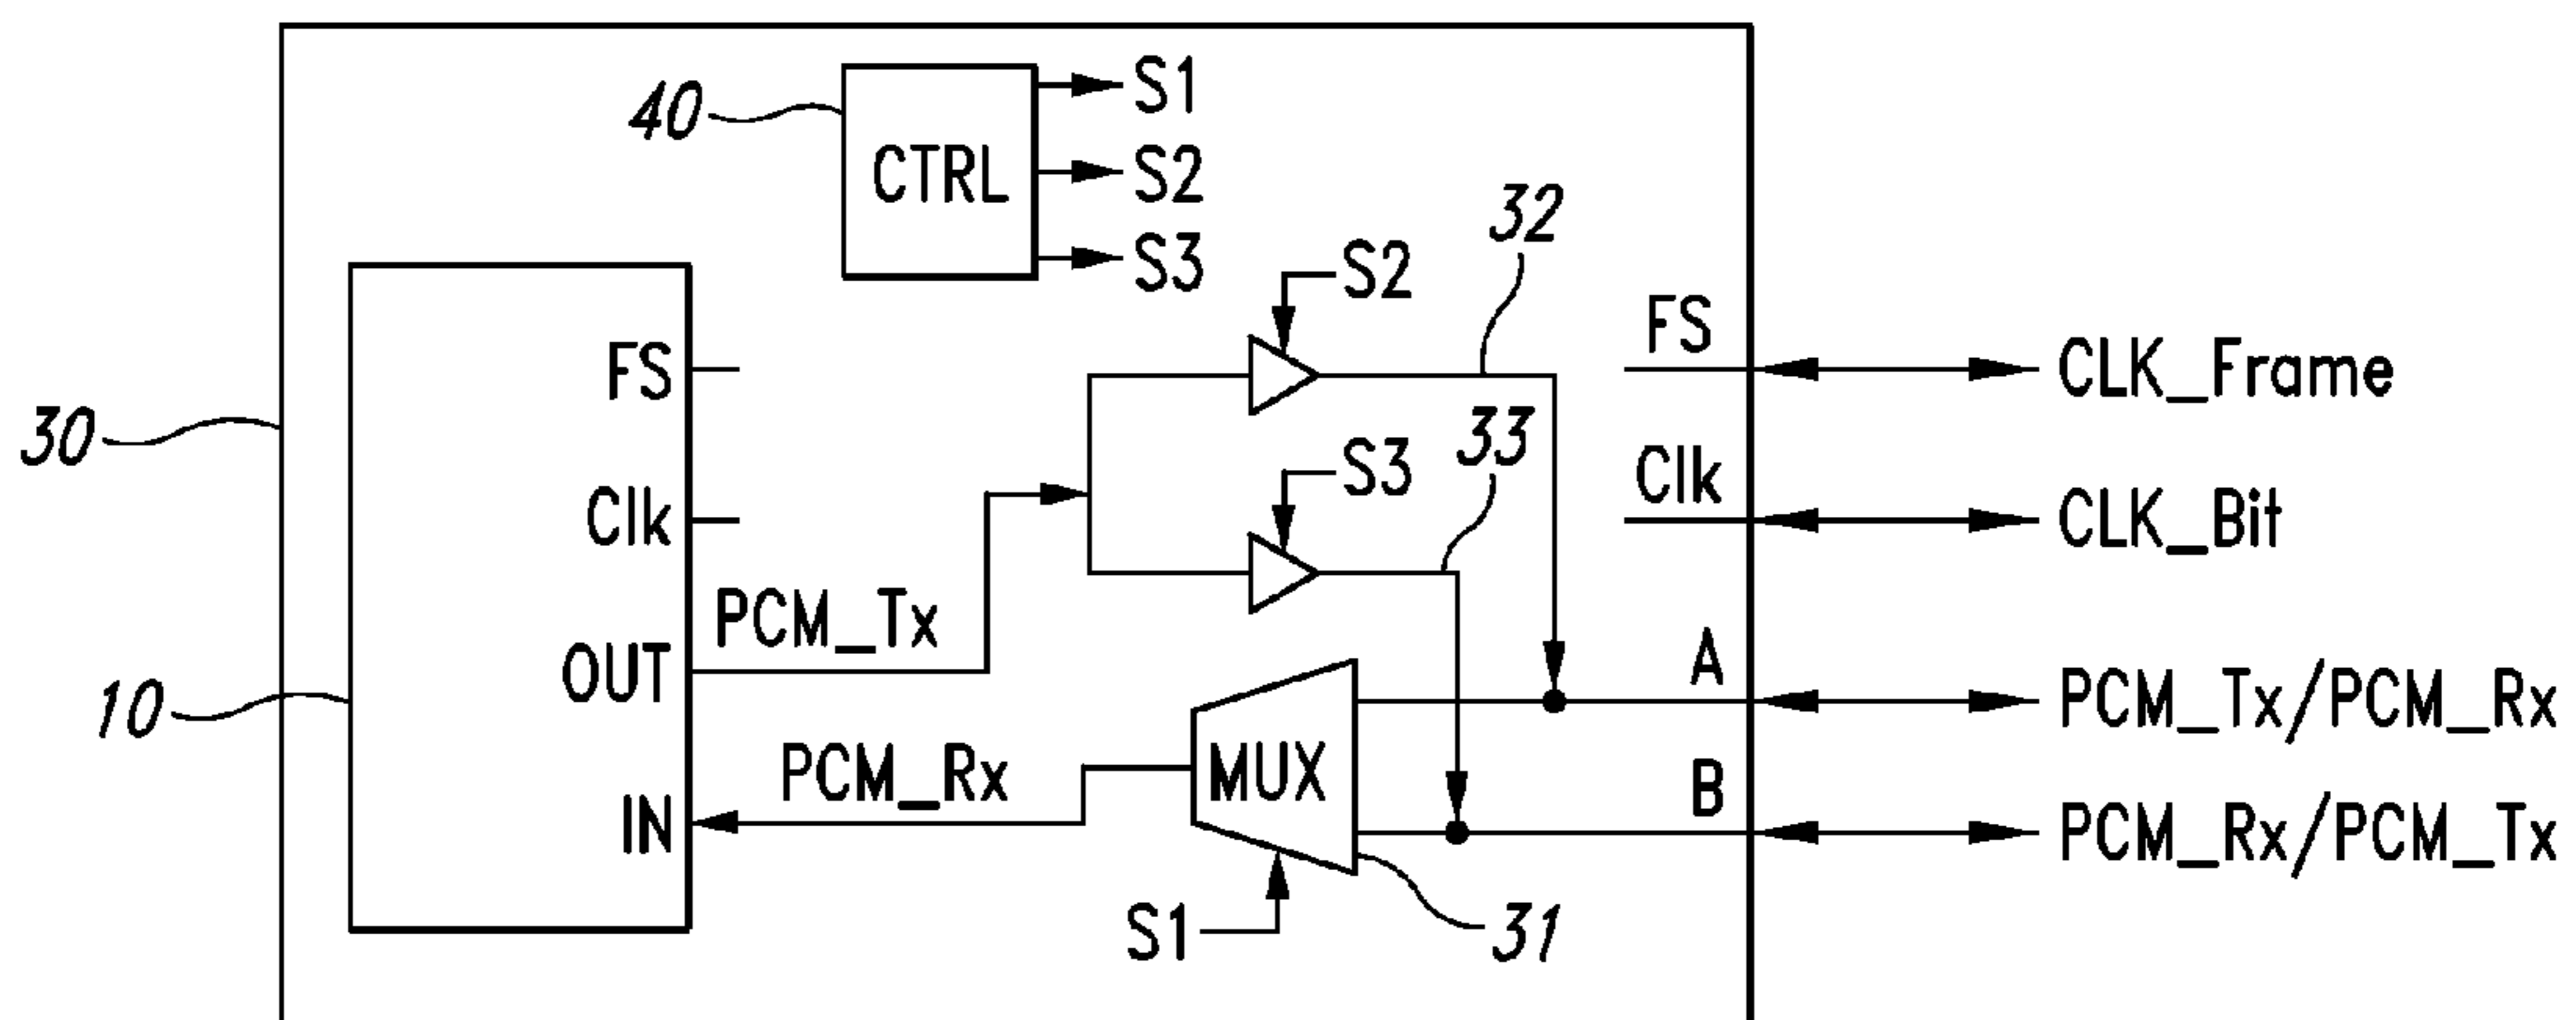 40
CTRL
S1
S2
S3
32
S2
FS
FS
CLK_Frame
30
33
S3
Clk
Clk
CLK_Bit
PCM_Tx
OUT
A
PCM_Tx/PCM_Rx
10
PCM_Rx
MUX
B
PCM_Rx/PCM_Tx
IN
S1
31